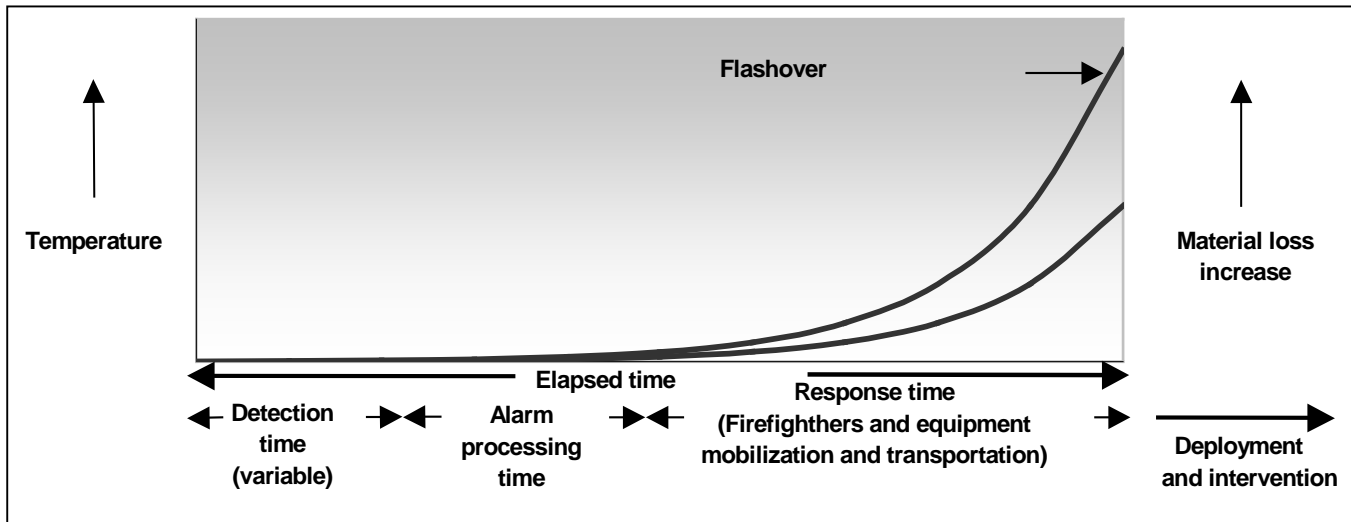 Flashover
Temperature
Material loss
increase
Elapsed time
Detection
time
(variable)
Alarm
processing
time
Response time
(Firefighthers and equipment
mobilization and transportation)
Deployment
and intervention